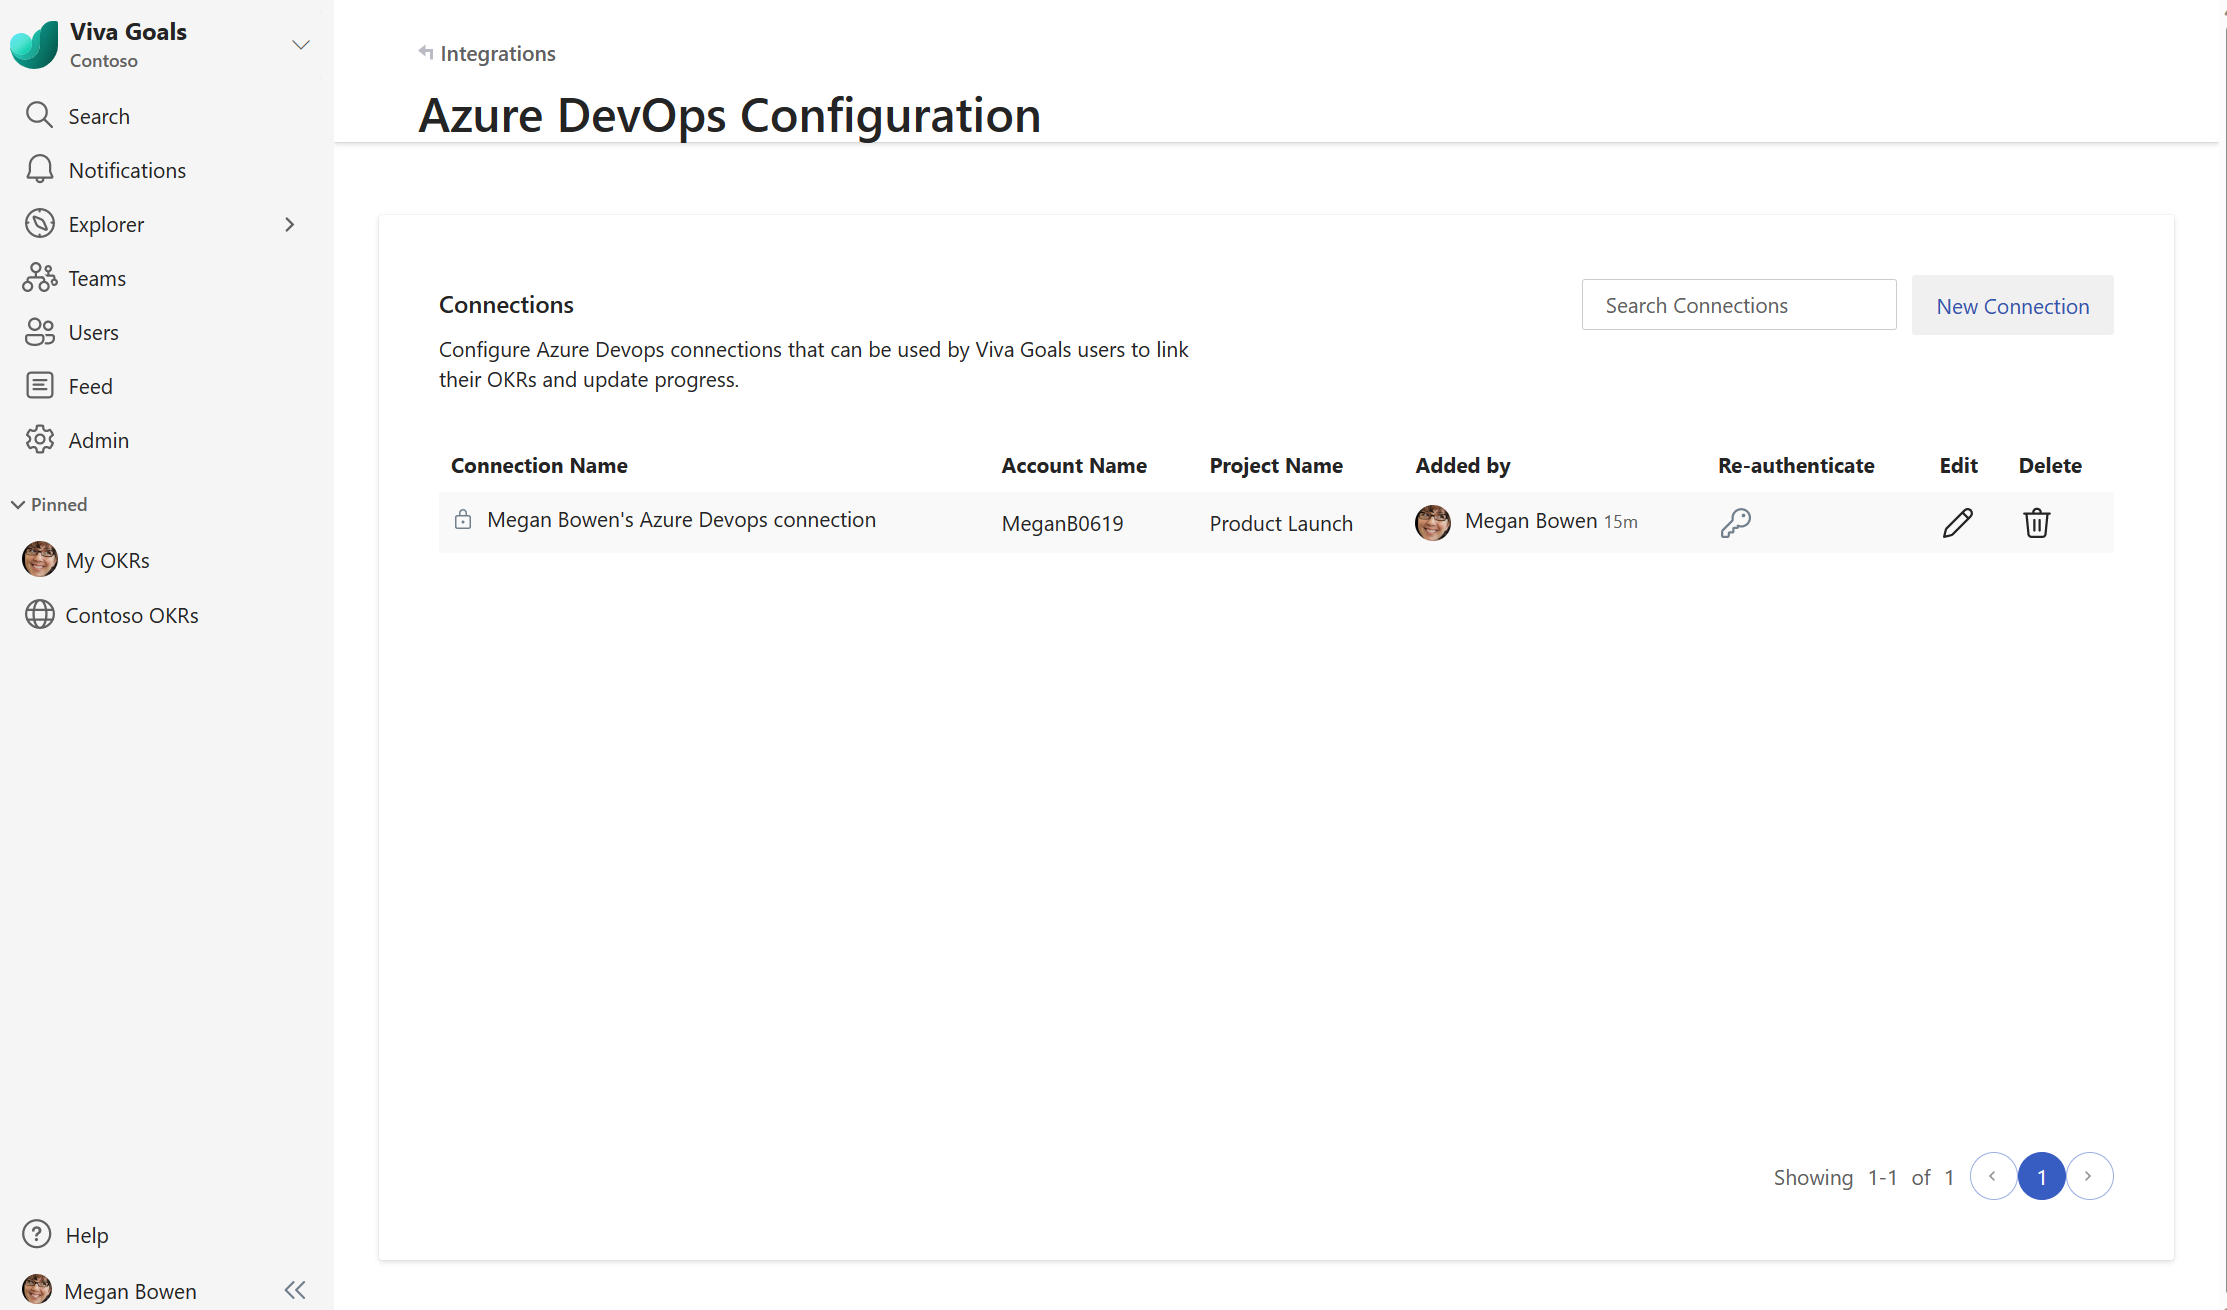 Viva Goals
Contoso
Search
Notifications
Explorer
Teams
Users
Feed
Admin
Pinned
My OKRs
Contoso OKRs
Help
Megan Bowen
Integrations
Azure DevOps Configuration
Connections
Search Connections
New Connection
Configure Azure Devops connections that can be used by Viva Goals users to link
their OKRs and update progress.
Connection Name Account Name Project Name Added by Re-authenticate Edit Delete
Megan Bowen's Azure Devops connection MeganB0619 Product Launch Megan Bowen 15m
Showing 1-1 of 1 1